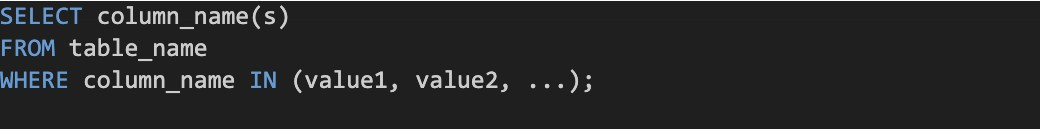 SELECT column_name(s)
FROM table_name
WHERE column_name IN (value1, value2, ...);